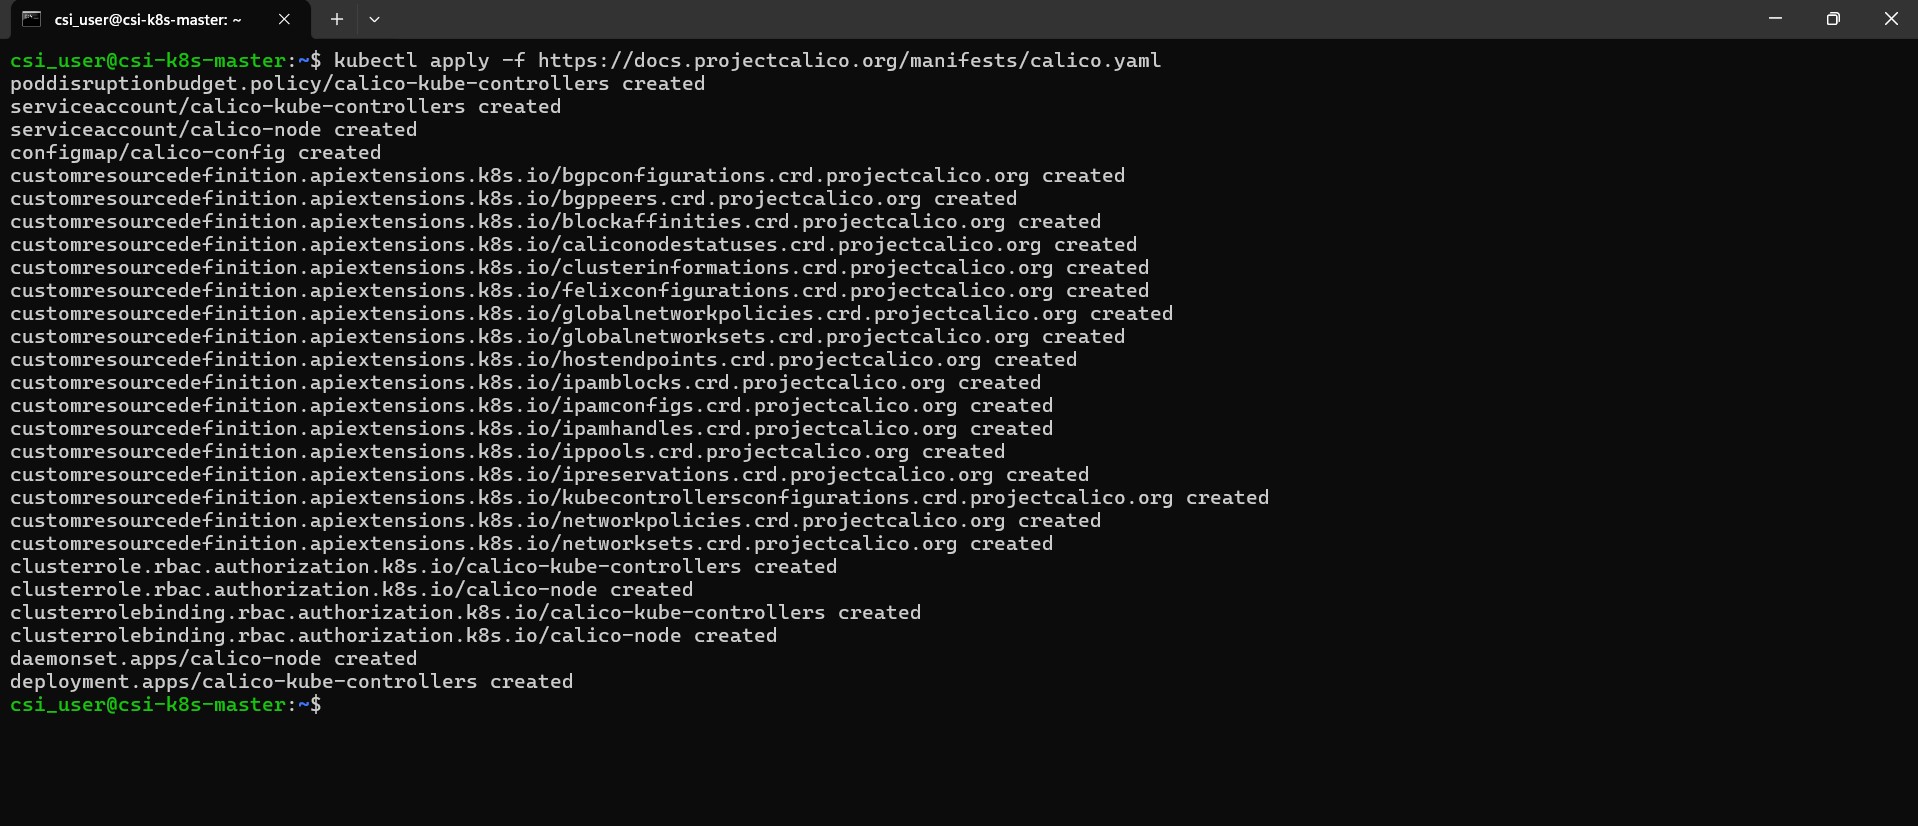 csi_user@csi-k8s-master: ~
csi_user@csi-k8s-master:~$ kubectl apply -f https://docs.projectcalico.org/manifests/calico.yaml
poddisruptionbudget.policy/calico-kube-controllers created
serviceaccount/calico-kube-controllers created
serviceaccount/calico-node created
configmap/calico-config created
customresourcedefinition.apiextensions.k8s.io/bgpconfigurations.crd.projectcalico.org created
customresourcedefinition.apiextensions.k8s.io/bgppeers.crd.projectcalico.org created
customresourcedefinition.apiextensions.k8s.io/blockaffinities.crd.projectcalico.org created
customresourcedefinition.apiextensions.k8s.io/caliconodestatuses.crd.projectcalico.org created
customresourcedefinition.apiextensions.k8s.io/clusterinformations.crd.projectcalico.org created
customresourcedefinition.apiextensions.k8s.io/felixconfigurations.crd.projectcalico.org created
customresourcedefinition.apiextensions.k8s.io/globalnetworkpolicies.crd.projectcalico.org created
customresourcedefinition.apiextensions.k8s.io/globalnetworksets.crd.projectcalico.org created
customresourcedefinition.apiextensions.k8s.io/hostendpoints.crd.projectcalico.org created
customresourcedefinition.apiextensions.k8s.io/ipamblocks.crd.projectcalico.org created
customresourcedefinition.apiextensions.k8s.io/ipamconfigs.crd.projectcalico.org created
customresourcedefinition.apiextensions.k8s.io/ipamhandles.crd.projectcalico.org created
customresourcedefinition.apiextensions.k8s.io/ippools.crd.projectcalico.org created
customresourcedefinition.apiextensions.k8s.io/ipreservations.crd.projectcalico.org created
customresourcedefinition.apiextensions.k8s.io/kubecontrollersconfigurations.crd.projectcalico.org created
customresourcedefinition.apiextensions.k8s.io/networkpolicies.crd.projectcalico.org created
customresourcedefinition.apiextensions.k8s.io/networksets.crd.projectcalico.org created
clusterrole.rbac.authorization.k8s.io/calico-kube-controllers created
clusterrole.rbac.authorization.k8s.io/calico-node created
clusterrolebinding.rbac.authorization.k8s.io/calico-kube-controllers created
clusterrolebinding.rbac.authorization.k8s.io/calico-node created
daemonset.apps/calico-node created
deployment.apps/calico-kube-controllers created
csi_user@csi-k8s-master:~$